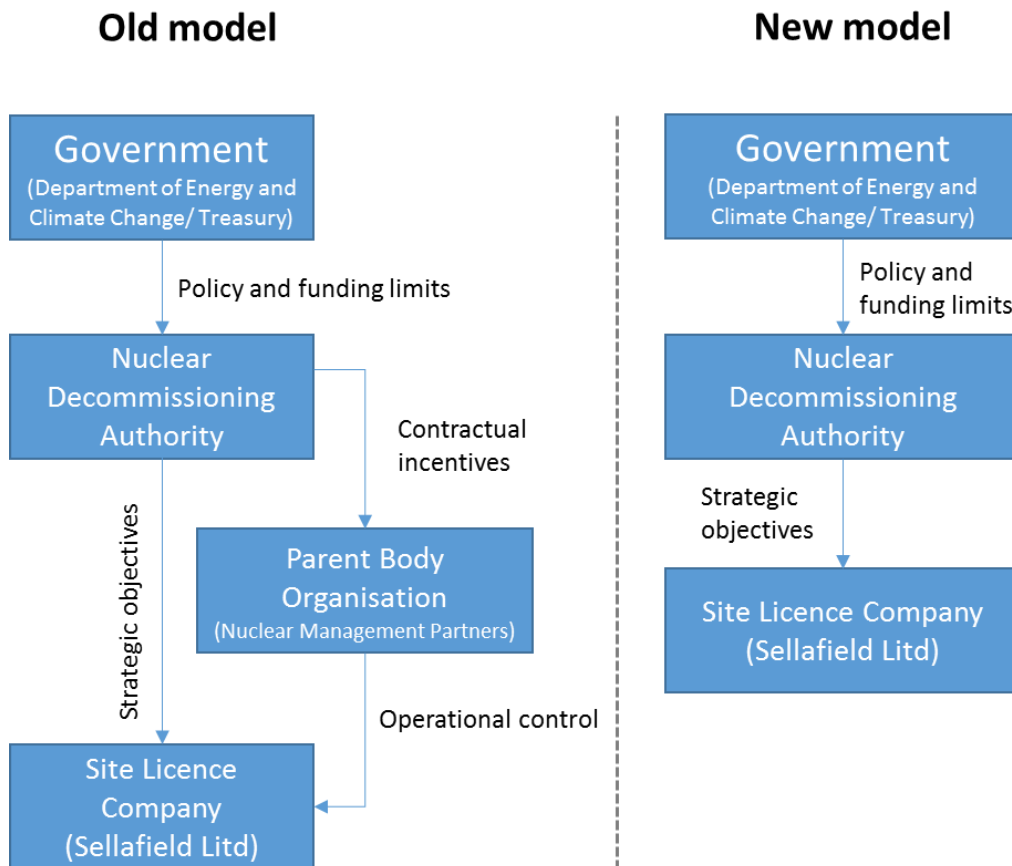 Old model
Government
(Department of Energy and
Climate Change/ Treasury)
Policy and funding limits
Nuclear
Decommissioning
Authority
Contractual
incentives
Strategic objectives
Parent Body
Organisation
(Nuclear Management Partners)
Operational control
Site Licence
Company
(Sellafield Litd)
New model
Government
(Department of Energy and
Climate Change/ Treasury)
Policy and
funding limits
Nuclear
Decommissioning
Authority
Strategic
objectives
Site Licence Company
(Sellafield Litd)